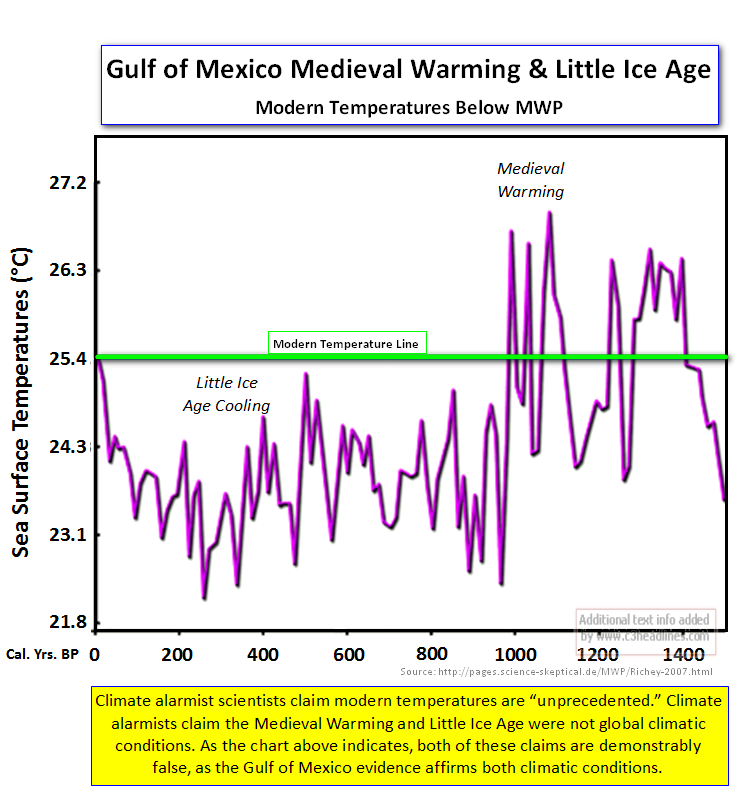 Gulf of Mexico Medieval Warming & Little Ice Age
Modern Temperatures Below MWP
Medieval
Warming
27.2
26.3
25.4
24.3
23.1
21.8
Sea Surface Temperatures (°C)
Modern Temperature Line
Little Ice
Age Cooling
Additional text info added
by www.c3headlines.com
Cal. Yrs. BP 0 200 400 600 800 1000 1200 1400
Source: http://pages.science-skeptical.de/MWP/Richey-2007.html
Climate alarmist scientists claim modern temperatures are “unprecedented.” Climate
alarmists claim the Medieval Warming and Little Ice Age were not global climatic
conditions. As the chart above indicates, both of these claims are demonstrably
false, as the Gulf of Mexico evidence affirms both climatic conditions.